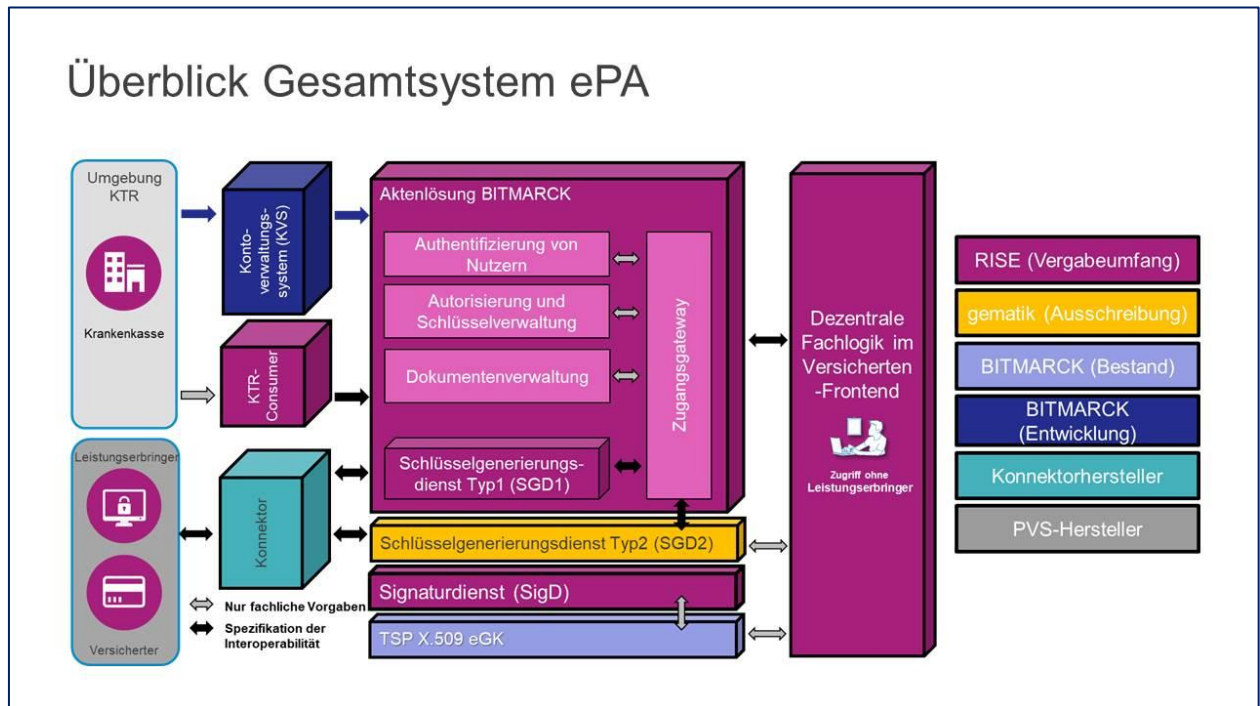 Überblick Gesamtsystem ePA
Umgebung
KTR
Krankenkasse
Konto-
verwaltungs-
system (KVS)
KTR-
Consumer
Leistungserbringer
Versicherter
Konnektor
Nur fachliche Vorgaben
Spezifikation der
Interoperabilität
Aktenlösung BITMARCK
Authentifizierung von
Nutzern
Autorisierung und
Schlüsselverwaltung
Dokumentenverwaltung
Schlüsselgenerierungs-
dienst Typ1 (SGD1)
Zugangsgateway
Schlüsselgenerierungsdienst Typ2 (SGD2)
Signaturdienst (SigD)
TSP X.509 eGK
Dezentrale
Fachlogik im
Versicherten
-Frontend
Zugriff ohne
Leistungserbringer
RISE (Vergabeumfang)
gematik (Ausschreibung)
BITMARCK (Bestand)
BITMARCK
(Entwicklung)
Konnektorhersteller
PVS-Hersteller